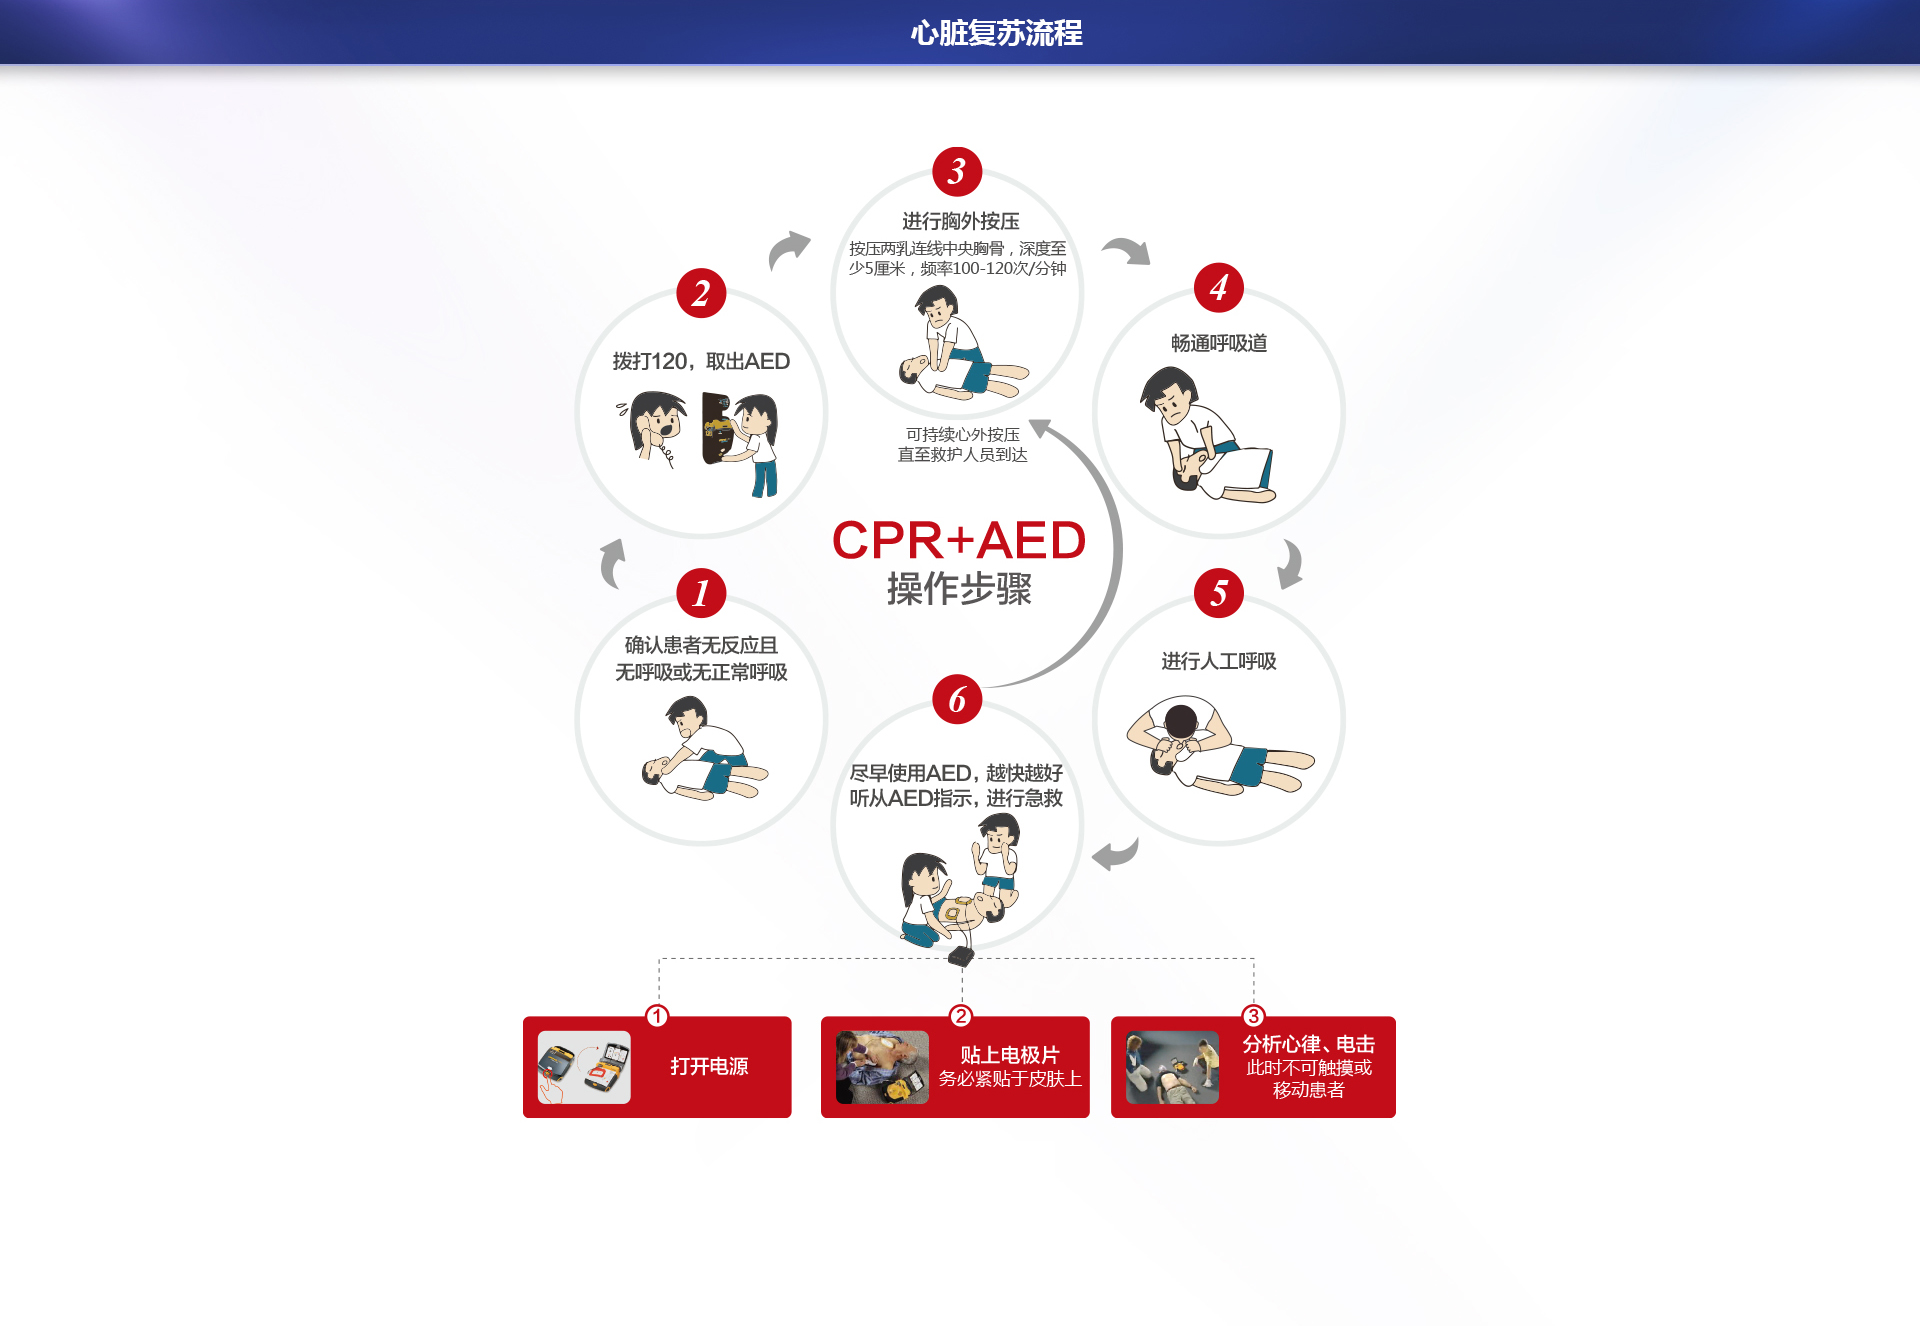 心脏复苏流程
1
确认患者无反应且
无呼吸或无正常呼吸
2
拨打120，取出AED
3
进行胸外按压
按压两乳连线中央胸骨，深度至
少5厘米，频率100-120次/分钟
可持续心外按压
直至救护人员到达
4
畅通呼吸道
5
进行人工呼吸
6
尽早使用AED，越快越好
听从AED指示，进行急救
CPR+AED
操作步骤
1
打开电源
2
贴上电极片
务必紧贴于皮肤上
3
分析心律、电击
此时不可触摸或
移动患者